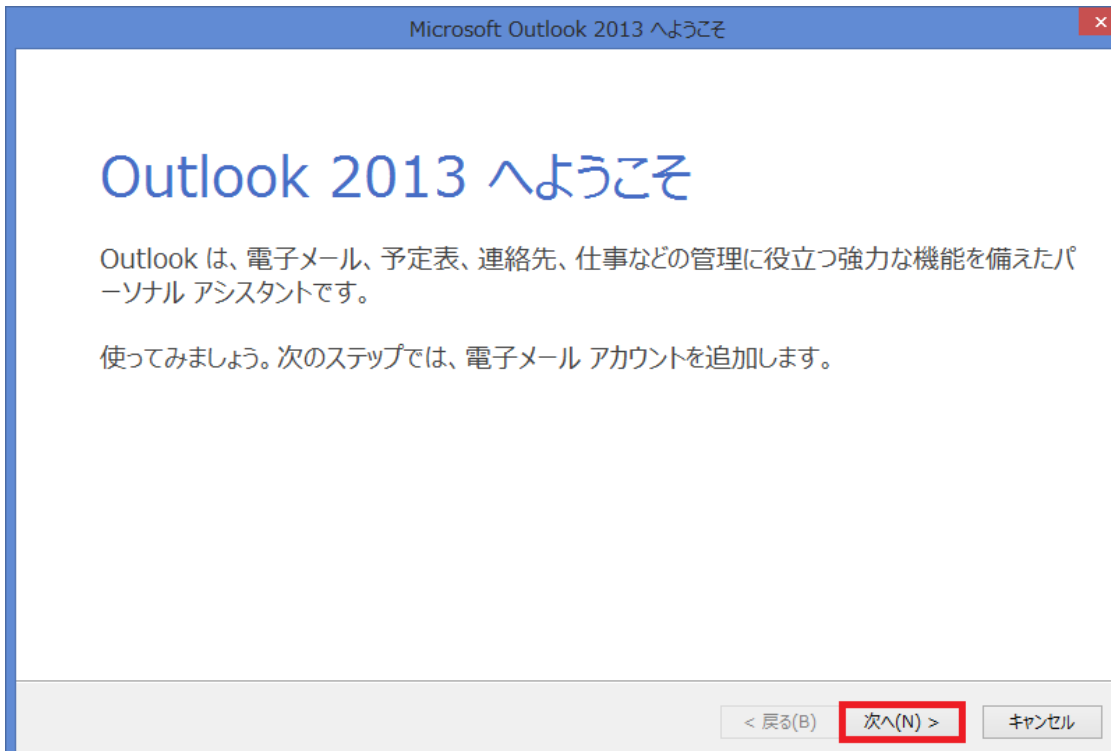 Microsoft Outlook 2013 へようこそ
Outlook 2013 へようこそ
Outlook は、電子メール、予定表、連絡先、仕事などの管理に役立つ強力な機能を備えたパ
ーソナル アシスタントです。
使ってみましょう。次のステップでは、電子メール アカウントを追加します。
< 戻る(B) 次へ(N) > キャンセル